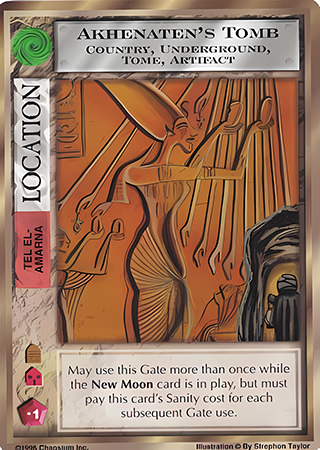 AKHENATEN'S TOMB
COUNTRY, UNDERGROUND,
TOME, ARTIFACT
LOCATION
TEL EL-
AMARNA
-1
May use this Gate more than once while
the New Moon card is in play, but must
pay this card's Sanity cost for each
subsequent Gate use.
©1996 Chaosium Inc.
Illustration © By Strephon Taylor